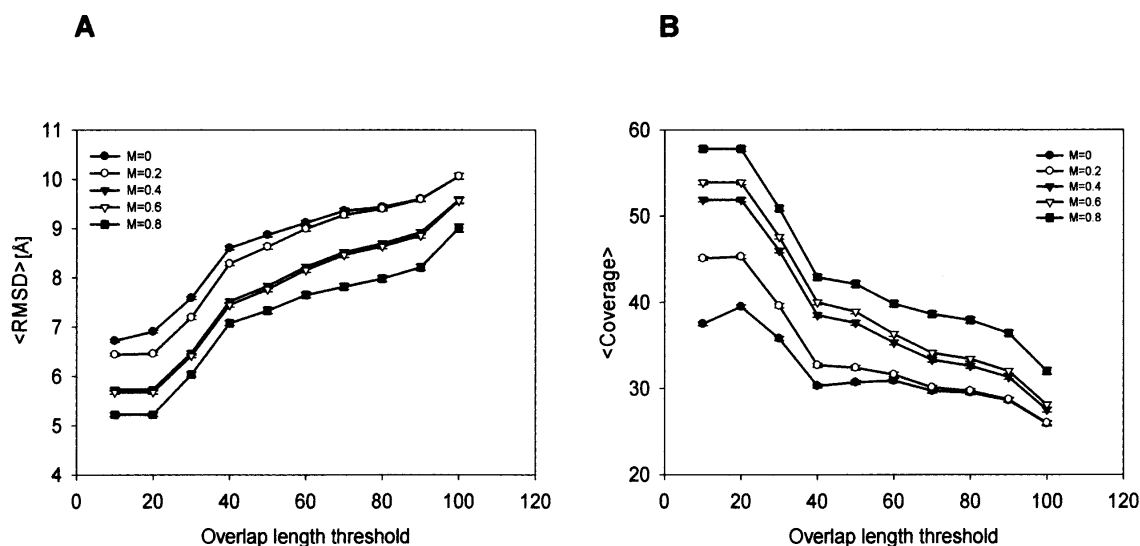 A
B
11
10
9
8
7
6
5
4
<RMSD> [Å]
M=0
M=0.2
M=0.4
M=0.6
M=0.8
0
20
40
60
80
100
120
Overlap length threshold
60
50
40
30
20
<Coverage>
M=0
M=0.2
M=0.4
M=0.6
M=0.8
0
20
40
60
80
100
120
Overlap length threshold